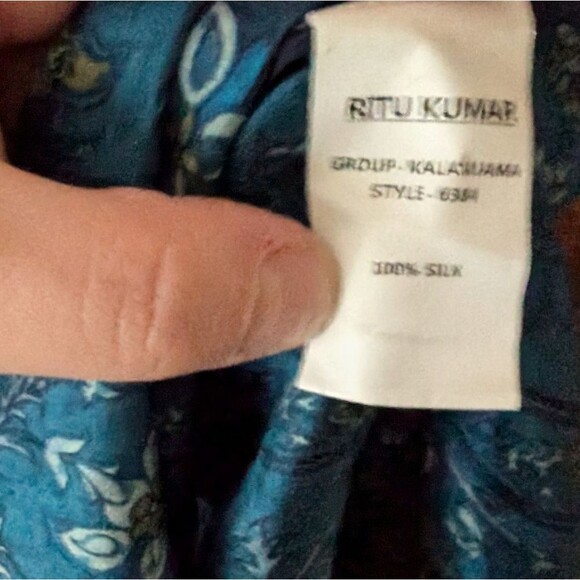 RITU KUMAR
GROUP-
STYLE-
100% SILK